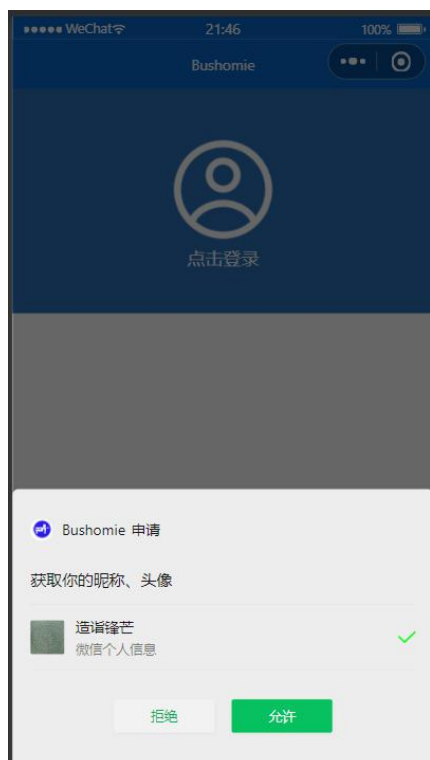 WeChat
21:46
100%
Bushomie
点击登录
Bushomie 申请
获取你的昵称、头像
造诣锋芒
微信个人信息
拒绝
允许